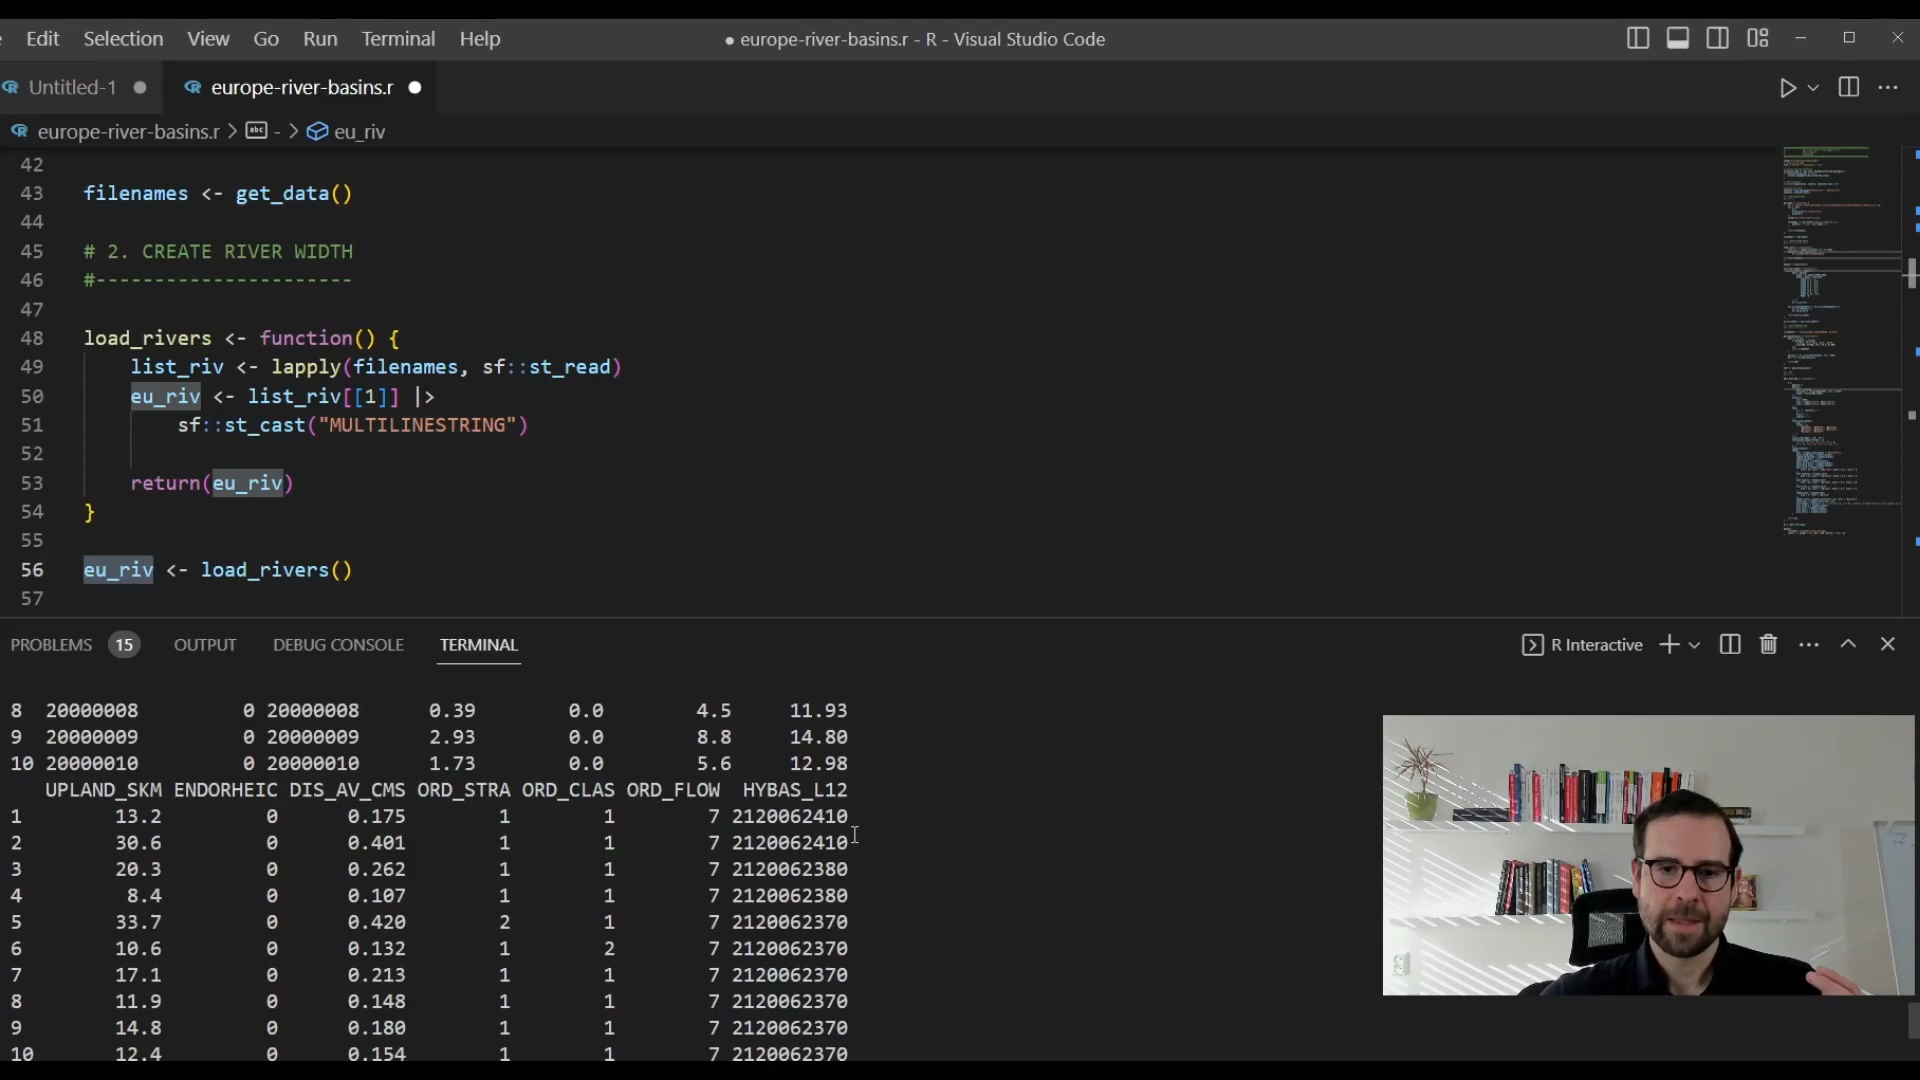 Edit Selection View Go Run Terminal Help ● europe-river-basins.r - R - Visual Studio Code
Untitled-1 europe-river-basins.r
europe-river-basins.r > abc - > eu_riv
42
43 filenames <- get_data()
44
45 # 2. CREATE RIVER WIDTH
46 #----------------------
47
48 load_rivers <- function() {
49 list_riv <- lapply(filenames, sf::st_read)
50 eu_riv <- list_riv[[1]] |>
51 sf::st_cast("MULTILINESTRING")
52
53 return(eu_riv)
54 }
55
56 eu_riv <- load_rivers()
57
PROBLEMS 15 OUTPUT DEBUG CONSOLE TERMINAL R Interactive
8 20000008 0 20000008 0.39 0.0 4.5 11.93
9 20000009 0 20000009 2.93 0.0 8.8 14.80
10 20000010 0 20000010 1.73 0.0 5.6 12.98
UPLAND_SKM ENDORHEIC DIS_AV_CMS ORD_STRA ORD_CLAS ORD_FLOW HYBAS_L12
1 13.2 0 0.175 1 1 7 2120062410
2 30.6 0 0.401 1 1 7 2120062410
3 20.3 0 0.262 1 1 7 2120062380
4 8.4 0 0.107 1 1 7 2120062380
5 33.7 0 0.420 2 1 7 2120062370
6 10.6 0 0.132 1 2 7 2120062370
7 17.1 0 0.213 1 1 7 2120062370
8 11.9 0 0.148 1 1 7 2120062370
9 14.8 0 0.180 1 1 7 2120062370
10 12.4 0 0.154 1 1 7 2120062370